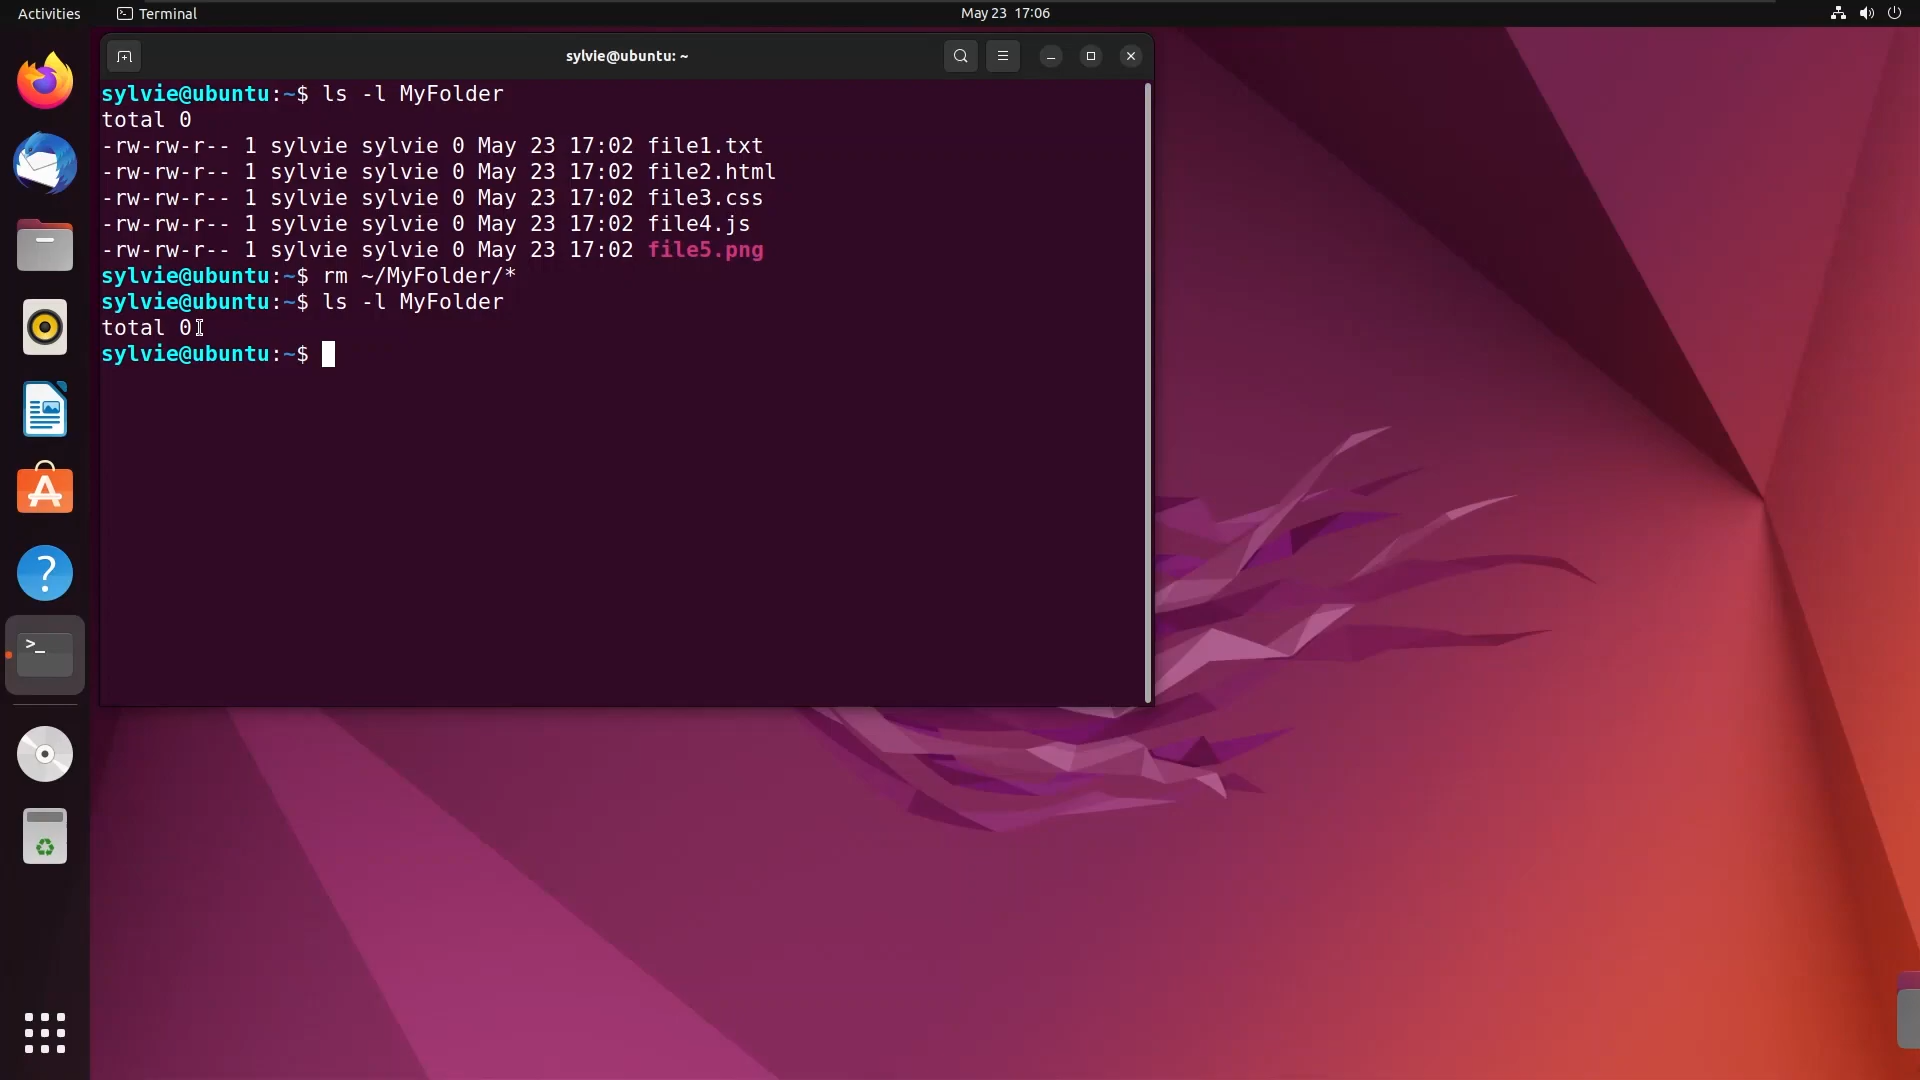 Activities
Terminal
May 23 17:06
sylvie@ubuntu: ~
sylvie@ubuntu:~$ ls -l MyFolder
total 0
-rw-rw-r-- 1 sylvie sylvie 0 May 23 17:02 file1.txt
-rw-rw-r-- 1 sylvie sylvie 0 May 23 17:02 file2.html
-rw-rw-r-- 1 sylvie sylvie 0 May 23 17:02 file3.css
-rw-rw-r-- 1 sylvie sylvie 0 May 23 17:02 file4.js
-rw-rw-r-- 1 sylvie sylvie 0 May 23 17:02 file5.png
sylvie@ubuntu:~$ rm ~/MyFolder/*
sylvie@ubuntu:~$ ls -l MyFolder
total 0
sylvie@ubuntu:~$